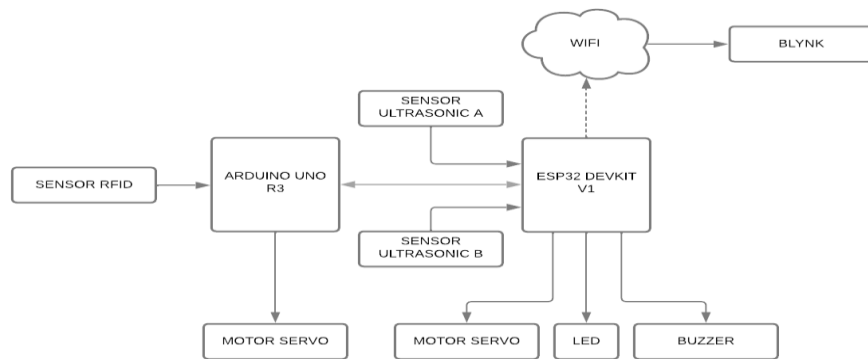 WIFI
BLYNK
SENSOR
ULTRASONIC A
SENSOR RFID
ARDUINO UNO
R3
ESP32 DEVKIT
V1
SENSOR
ULTRASONIC B
MOTOR SERVO
MOTOR SERVO
LED
BUZZER